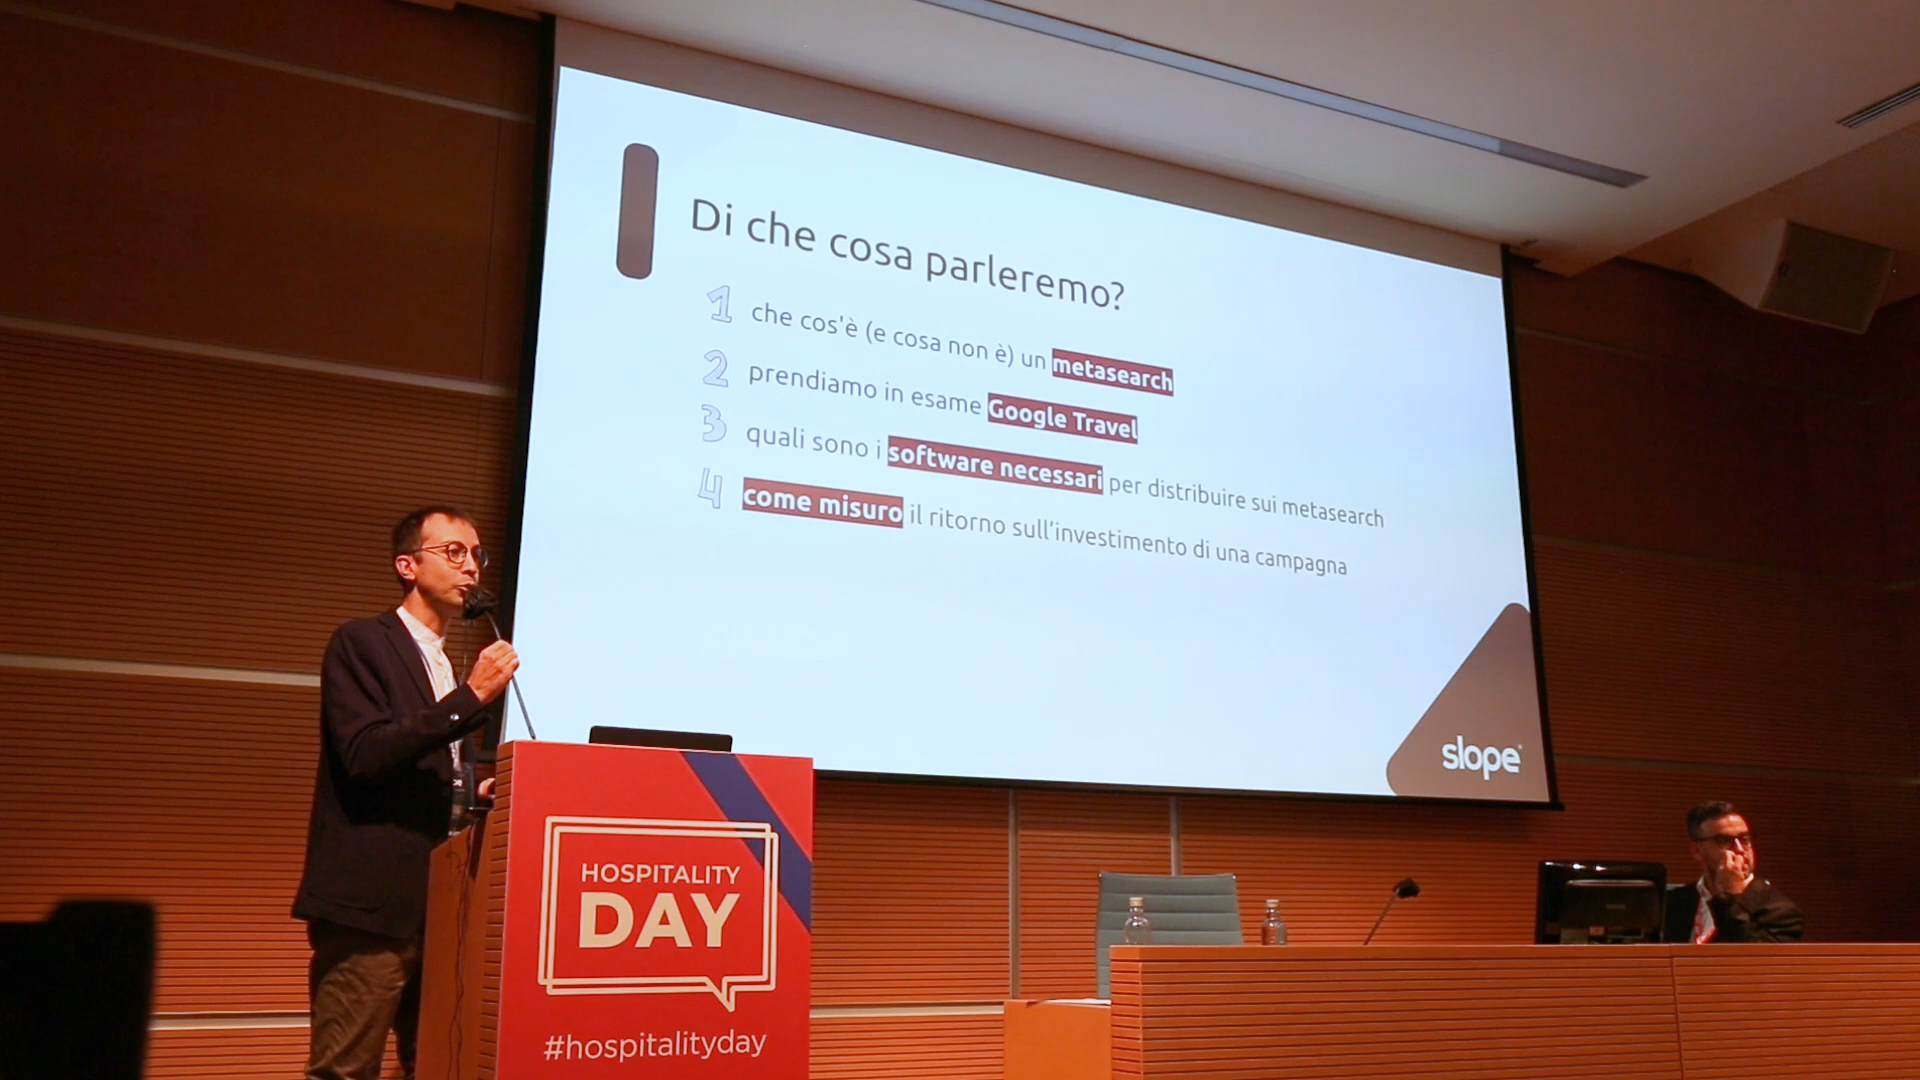 Di che cosa parleremo?
1 che cos'è (e cosa non è) un metasearch
2 prendiamo in esame Google Travel
3 quali sono i software necessari per distribuire sui metasearch
4 come misuro il ritorno sull'investimento di una campagna
slope
HOSPITALITY
DAY
#hospitalityday